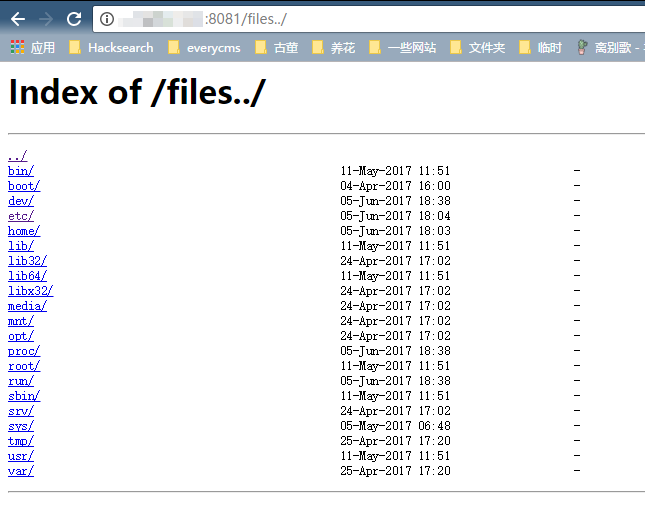 :8081/files../
应用 Hacksearch everycms 古董 养花 一些网站 文件夹 临时 离别歌 -
Index of /files../
../
bin/ 11-May-2017 11:51 -
boot/ 04-Apr-2017 16:00 -
dev/ 05-Jun-2017 18:38 -
etc/ 05-Jun-2017 18:04 -
home/ 05-Jun-2017 18:03 -
lib/ 11-May-2017 11:51 -
lib32/ 24-Apr-2017 17:02 -
lib64/ 11-May-2017 11:51 -
libx32/ 24-Apr-2017 17:02 -
media/ 24-Apr-2017 17:02 -
mnt/ 24-Apr-2017 17:02 -
opt/ 24-Apr-2017 17:02 -
proc/ 05-Jun-2017 18:38 -
root/ 11-May-2017 11:51 -
run/ 05-Jun-2017 18:38 -
sbin/ 11-May-2017 11:51 -
srv/ 24-Apr-2017 17:02 -
sys/ 05-May-2017 06:48 -
tmp/ 25-Apr-2017 17:20 -
usr/ 11-May-2017 11:51 -
var/ 25-Apr-2017 17:20 -